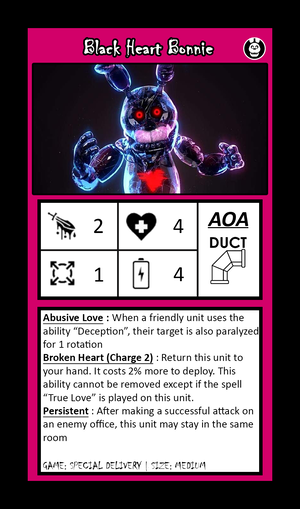 Black Heart Bonnie
2
4
AOA
DUCT
1
4
Abusive Love : When a friendly unit uses the
ability "Deception", their target is also paralyzed
for 1 rotation
Broken Heart (Charge 2) : Return this unit to
your hand. It costs 2% more to deploy. This
ability cannot be removed except if the spell
"True Love" is played on this unit.
Persistent : After making a successful attack on
an enemy office, this unit may stay in the same
room
GAME: SPECIAL DELIVERY | SIZE: MEDIUM